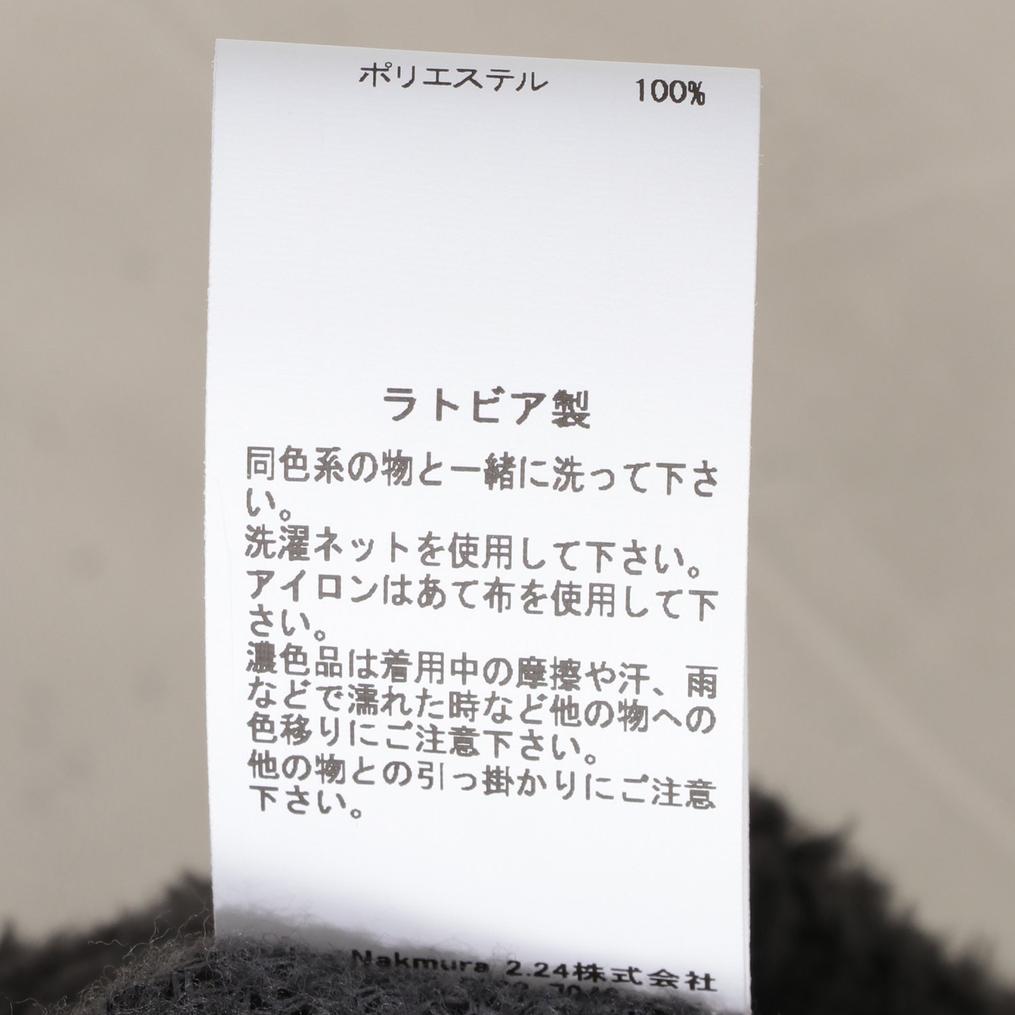 ポリエステル 100%
ラトビア製
同色系の物と一緒に洗って下さ
い。
洗濯ネットを使用して下さい。
アイロンはあて布を使用して下
さい。
濃色品は着用中の摩擦や汗、雨
などで濡れた時など他の物への
色移りにご注意下さい。
他の物との引っ掛かりにご注意
下さい。
Nakmura 2.24株式会社